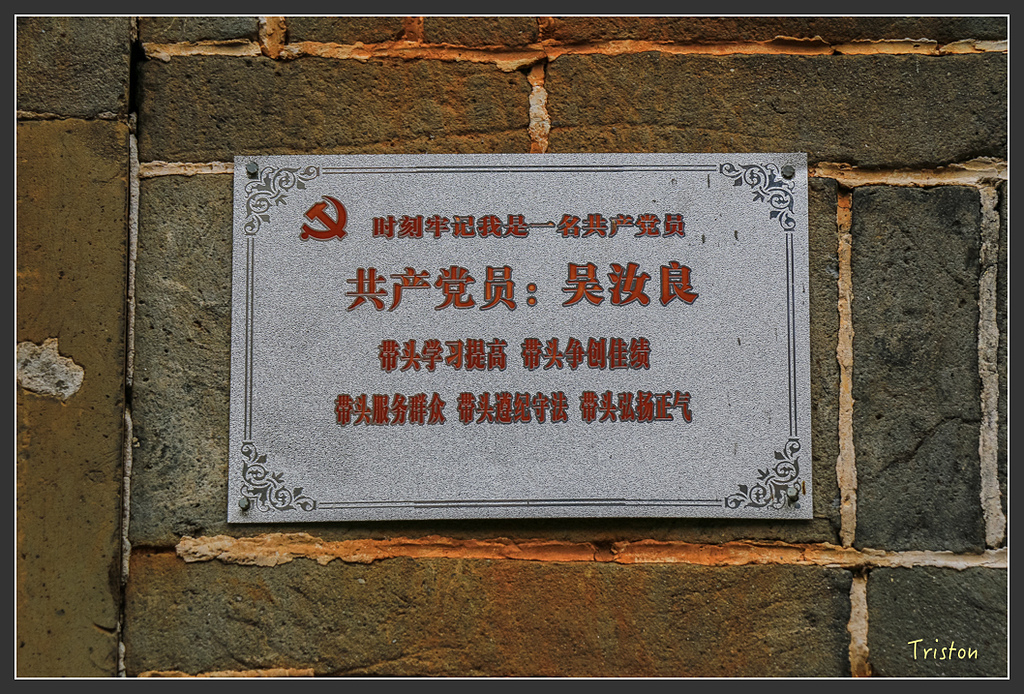 时刻牢记我是一名共产党员
共产党员：吴汝良
带头学习提高 带头争创佳绩
带头服务群众 带头遵纪守法 带头弘扬正气
Triston